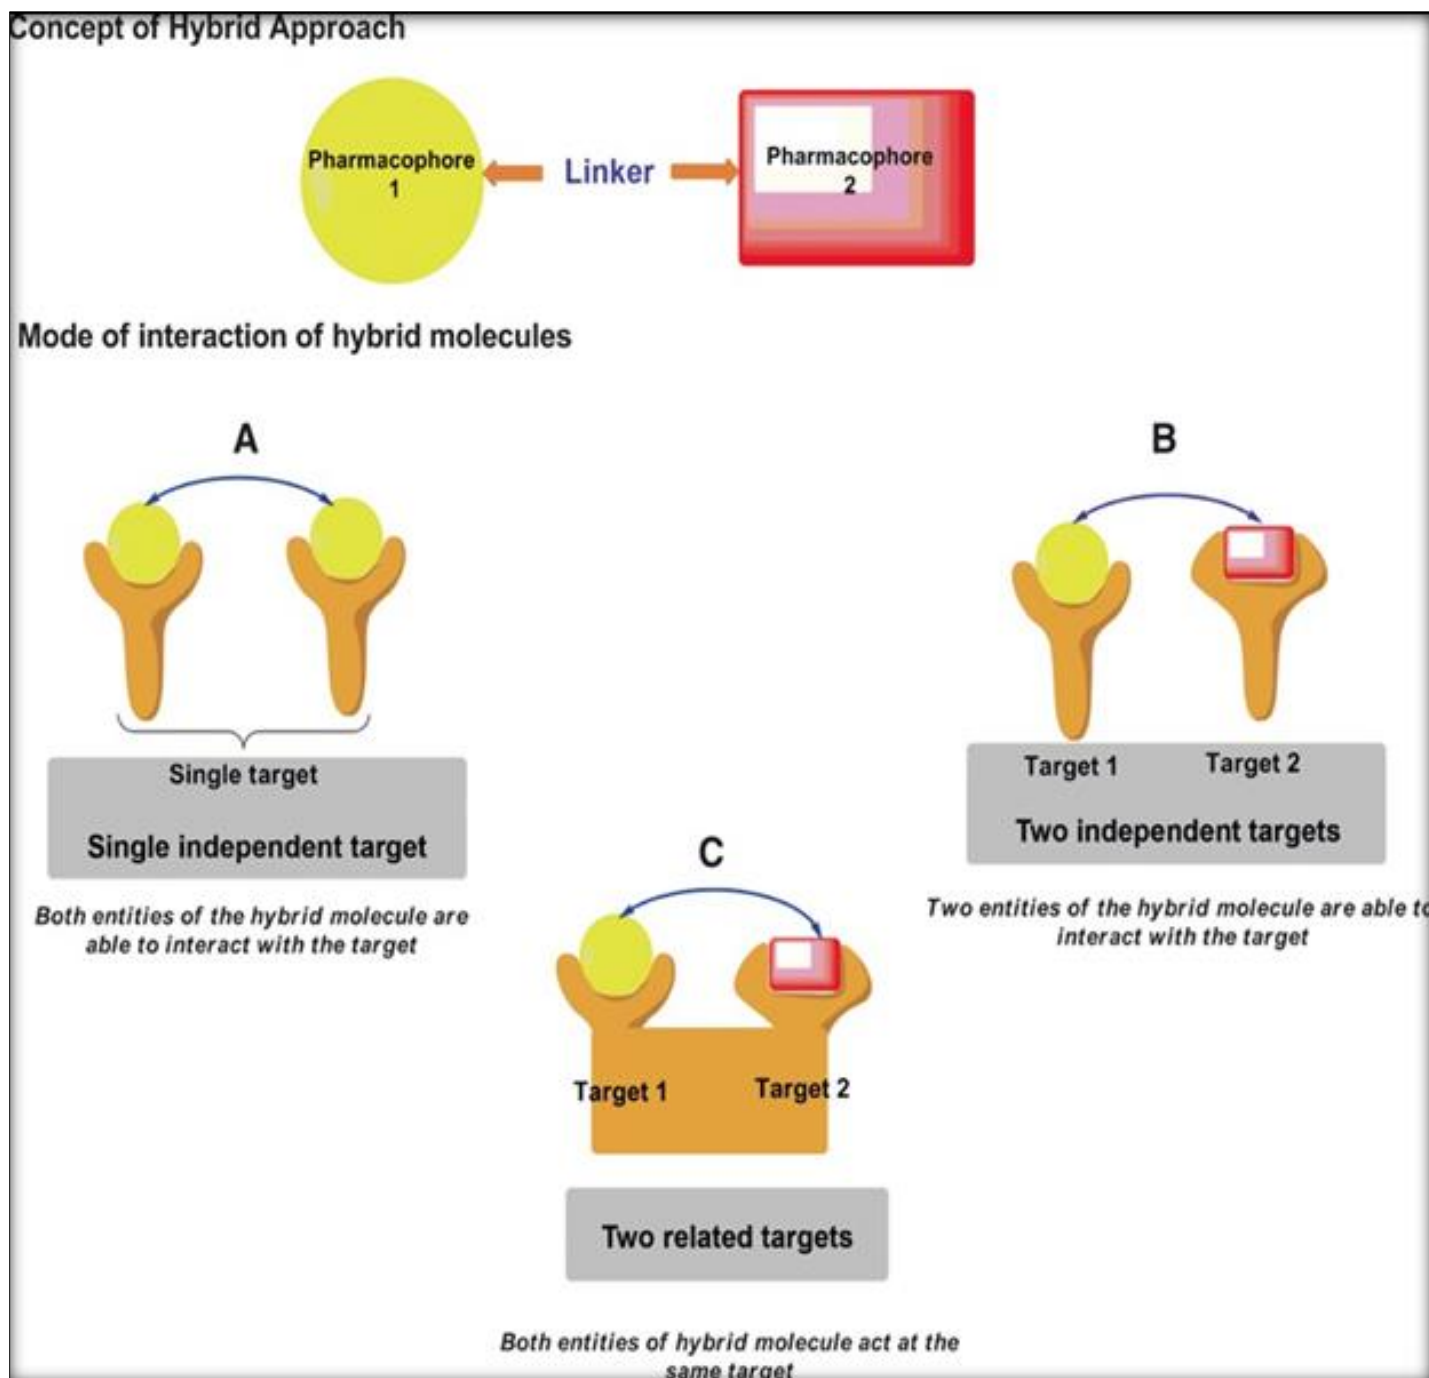 Concept of Hybrid Approach
Pharmacophore
1
Linker
Pharmacophore
2
Mode of interaction of hybrid molecules
A
Single target
Single independent target
Both entities of the hybrid molecule are
able to interact with the target
B
Target 1
Target 2
Two independent targets
Two entities of the hybrid molecule are able to
interact with the target
C
Target 1
Target 2
Two related targets
Both entities of hybrid molecule act at the
same target